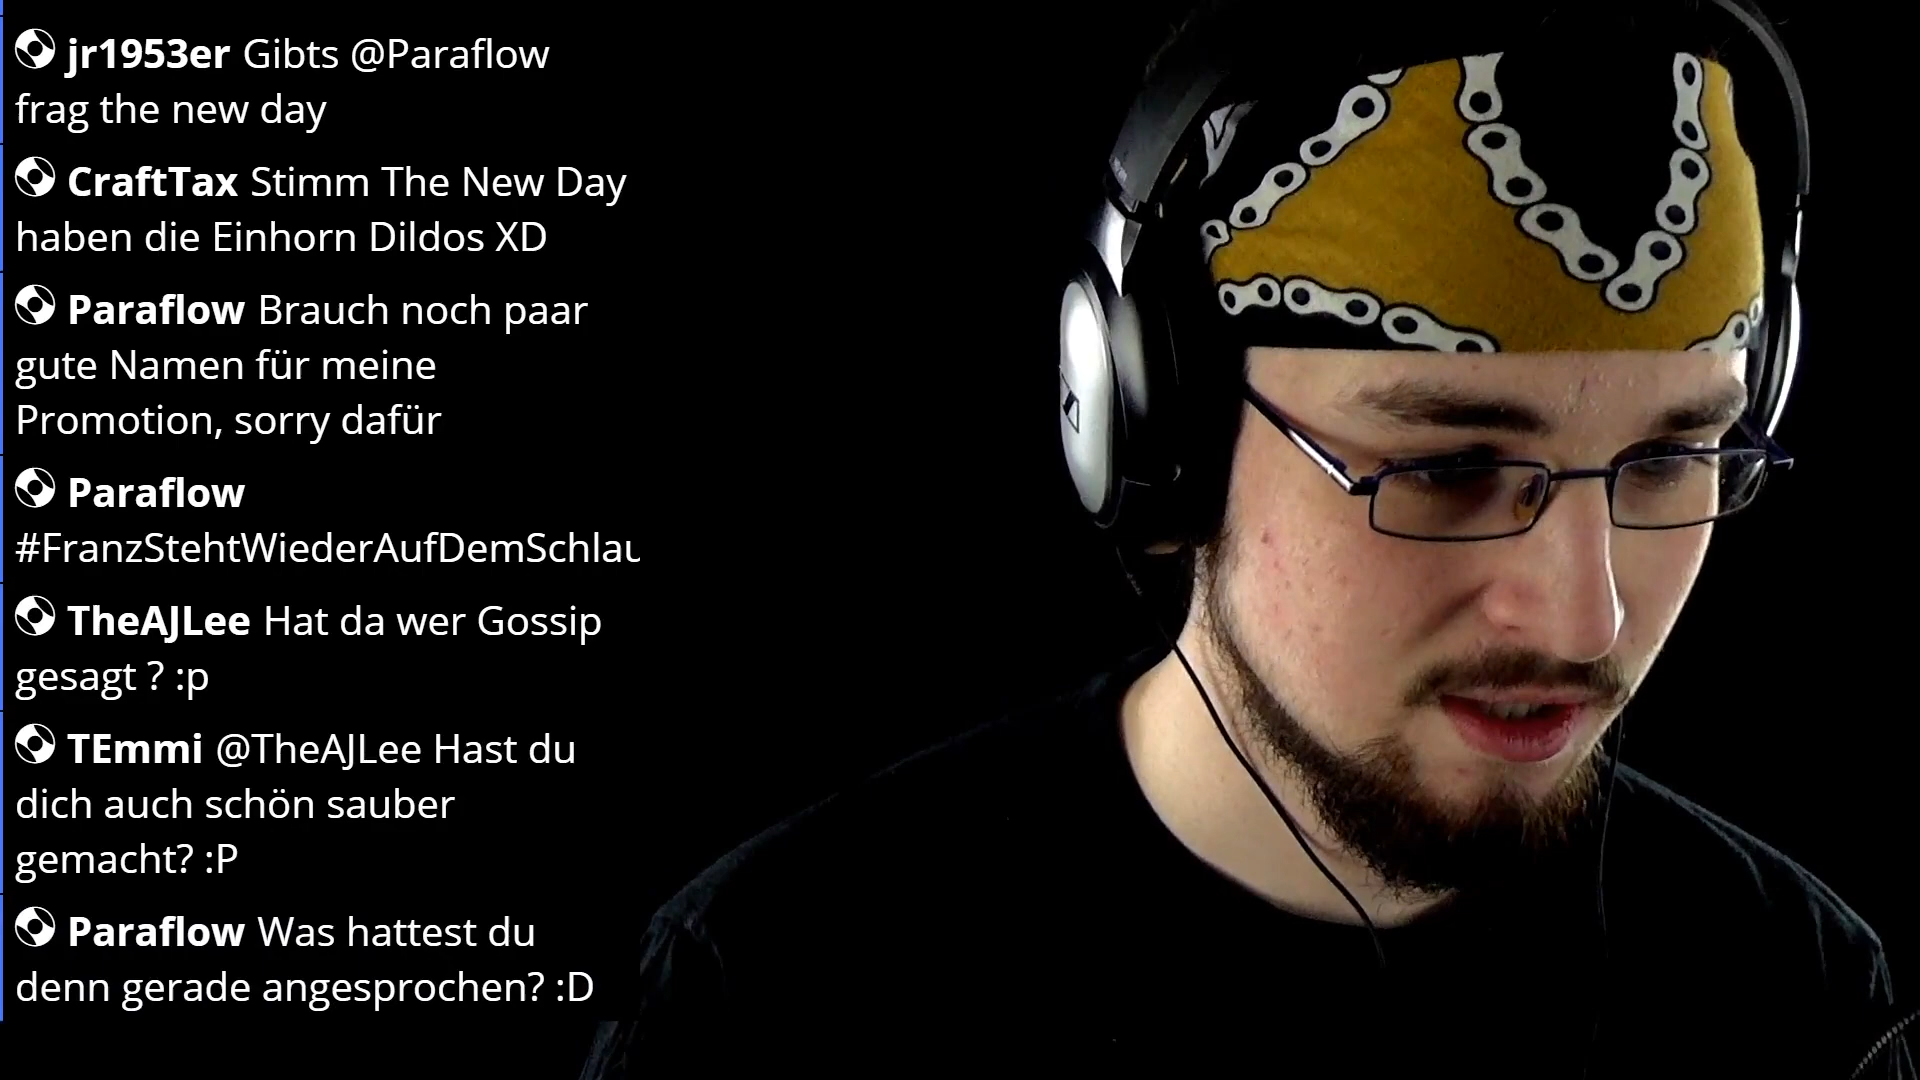 jr1953er Gibts @Paraflow
frag the new day
CraftTax Stimm The New Day
haben die Einhorn Dildos XD
Paraflow Brauch noch paar
gute Namen für meine
Promotion, sorry dafür
Paraflow
#FranzStehtWiederAufDemSchlau
TheAJLee Hat da wer Gossip
gesagt ? :p
TEmmi @TheAJLee Hast du
dich auch schön sauber
gemacht? :P
Paraflow Was hattest du
denn gerade angesprochen? :D